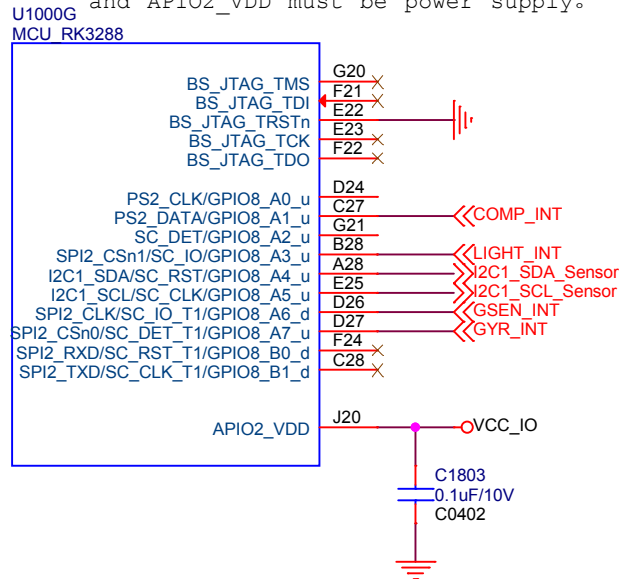 and APIO2_VDD must be power supply。
U1000G
MCU_RK3288
BS_JTAG_TMS G20
BS_JTAG_TDI F21
BS_JTAG_TRSTn E22
BS_JTAG_TCK E23
BS_JTAG_TDO F22
PS2_CLK/GPIO8_A0_u D24
PS2_DATA/GPIO8_A1_u C27 COMP_INT
SC_DET/GPIO8_A2_u G21
SPI2_CSn1/SC_IO/GPIO8_A3_u B28 LIGHT_INT
I2C1_SDA/SC_RST/GPIO8_A4_u A28 I2C1_SDA_Sensor
I2C1_SCL/SC_CLK/GPIO8_A5_u E25 I2C1_SCL_Sensor
SPI2_CLK/SC_IO_T1/GPIO8_A6_d D26 GSEN_INT
SPI2_CSn0/SC_DET_T1/GPIO8_A7_u D27 GYR_INT
SPI2_RXD/SC_RST_T1/GPIO8_B0_d F24
SPI2_TXD/SC_CLK_T1/GPIO8_B1_d C28
APIO2_VDD J20 VCC_IO
C1803
0.1uF/10V
C0402